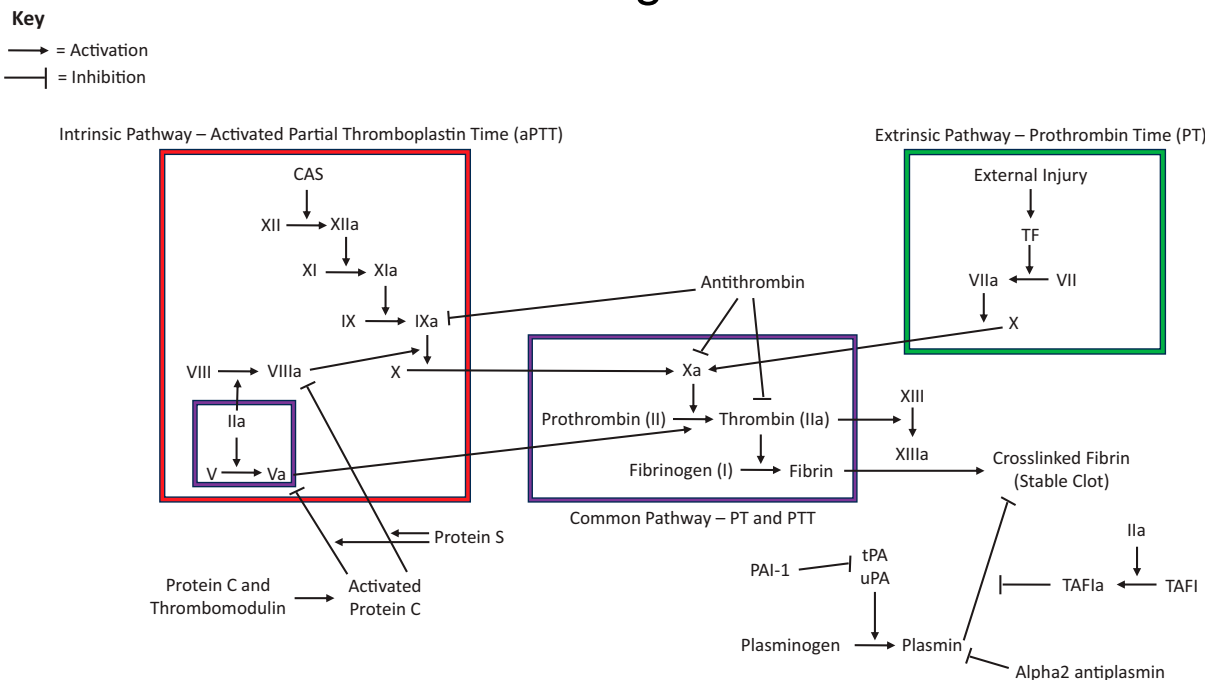 g
Key
= Activation
= Inhibition
Intrinsic Pathway – Activated Partial Thromboplastin Time (aPTT)
CAS
XII XIIa
XI XIa
IX IXa
VIII VIIIa X
IIa
V Va
Extrinsic Pathway – Prothrombin Time (PT)
External Injury
TF
VIIa VII
X
Antithrombin
Xa
Prothrombin (II) Thrombin (IIa)
Fibrinogen (I) Fibrin
Common Pathway – PT and PTT
XIII
XIIIa
Crosslinked Fibrin
(Stable Clot)
Protein S
Protein C and
Thrombomodulin
Activated
Protein C
PAI-1
tPA
uPA
IIa
TAFIa TAFI
Plasminogen Plasmin
Alpha2 antiplasmin